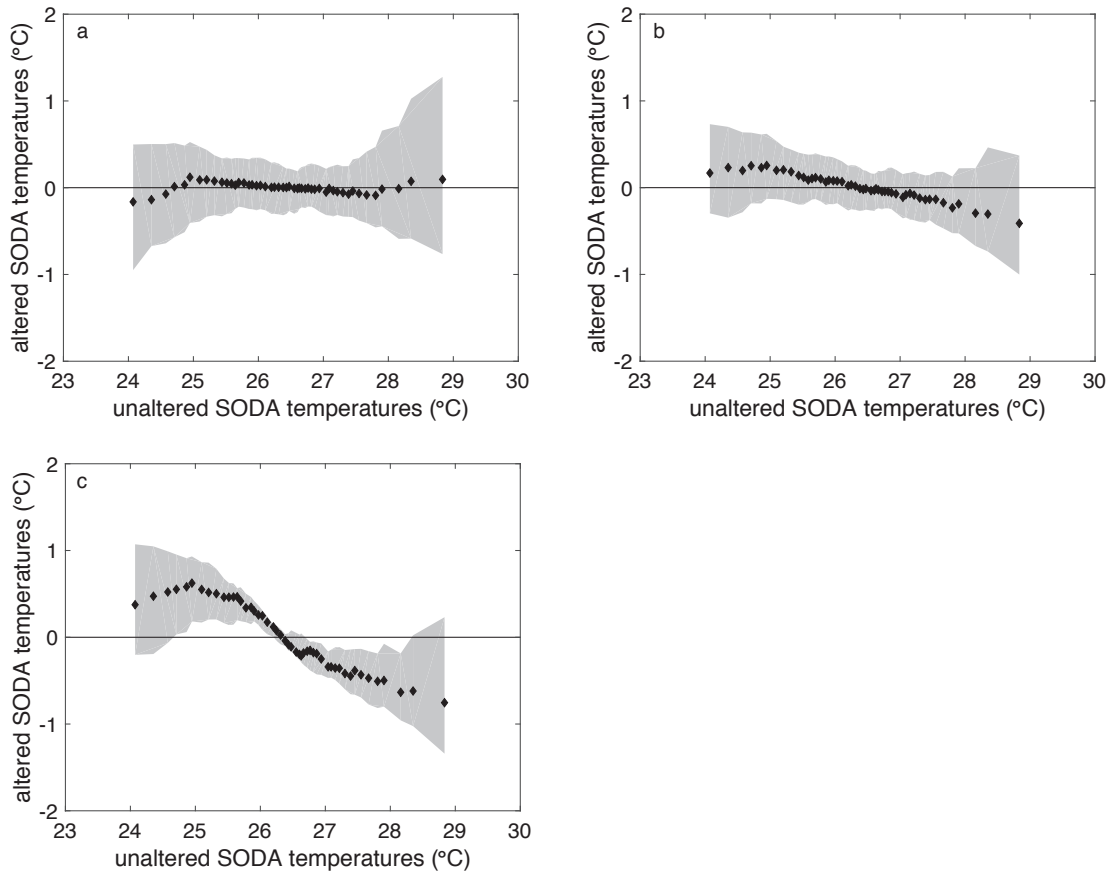 a
2
1
0
-1
-2
23 24 25 26 27 28 29 30
unaltered SODA temperatures (°C)
altered SODA temperatures (°C)
b
2
1
0
-1
-2
23 24 25 26 27 28 29 30
unaltered SODA temperatures (°C)
altered SODA temperatures (°C)
c
2
1
0
-1
-2
23 24 25 26 27 28 29 30
unaltered SODA temperatures (°C)
altered SODA temperatures (°C)